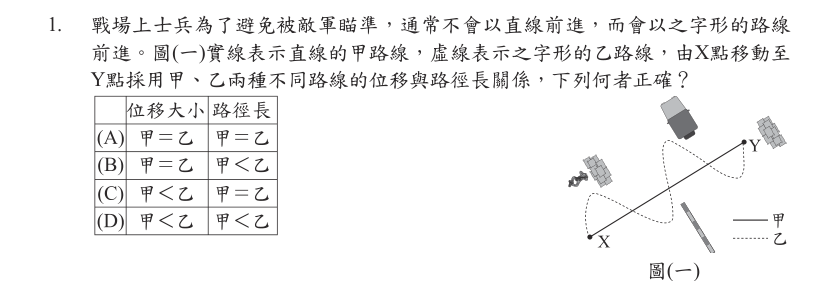 1. 戰場上士兵為了避免被敵軍瞄準，通常不會以直線前進，而會以之字形的路線
前進。圖(一)實線表示直線的甲路線，虛線表示之字形的乙路線，由X點移動至
Y點採用甲、乙兩種不同路線的位移與路徑長關係，下列何者正確？
位移大小 路徑長
(A) 甲＝乙 甲＝乙
(B) 甲＝乙 甲＜乙
(C) 甲＜乙 甲＝乙
(D) 甲＜乙 甲＜乙
Y
X
甲
乙
圖(一)